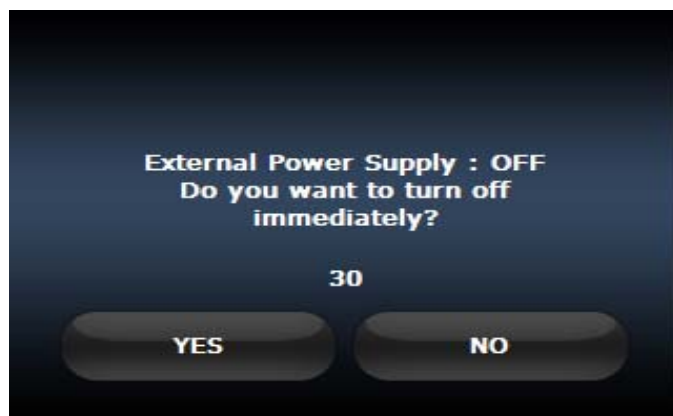 External Power Supply : OFF
Do you want to turn off
immediately?
30
YES
NO